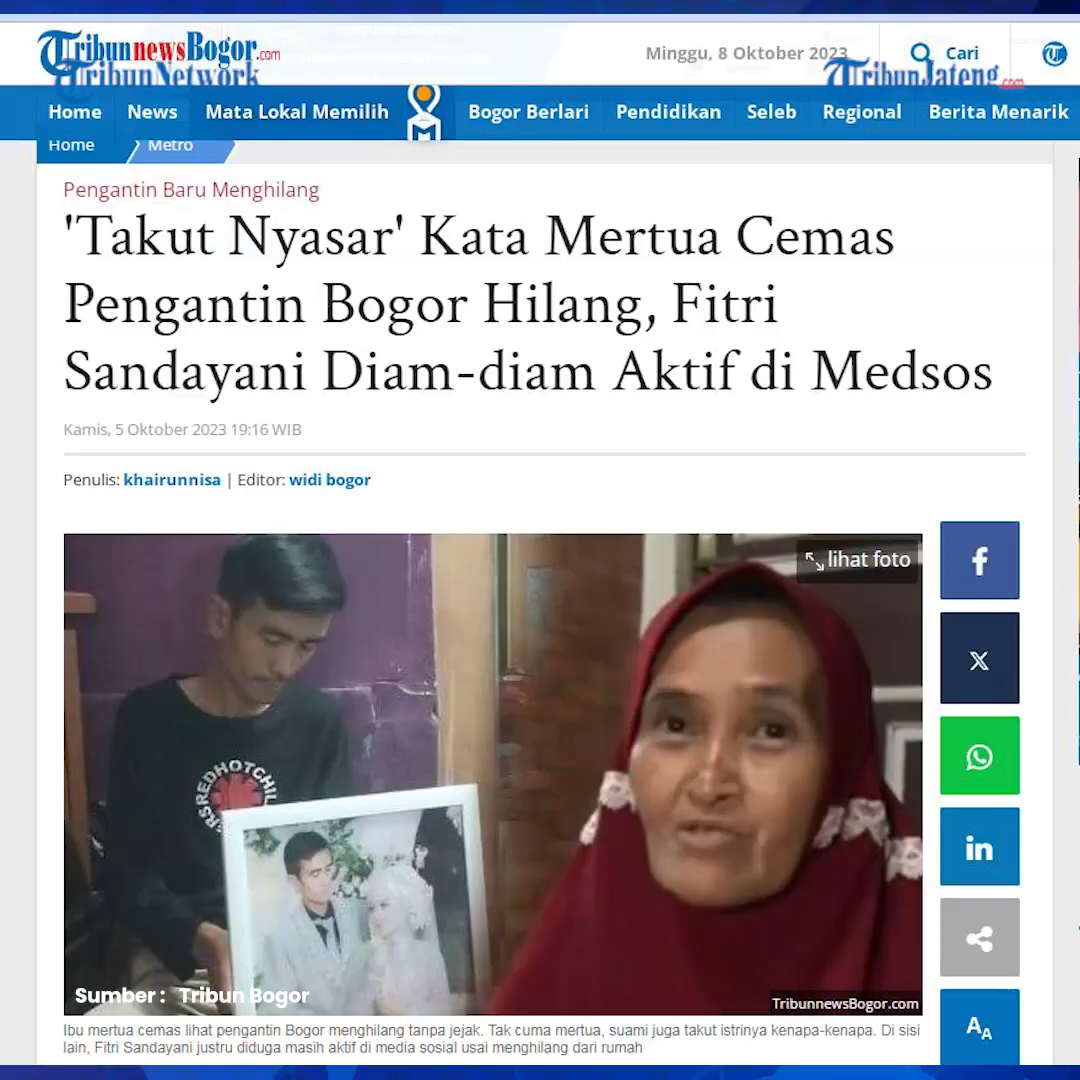 TribunnewsBogor.com
TribunNetwork
Minggu, 8 Oktober 2023
Cari
TribunJateng.com
Home
News
Mata Lokal Memilih
Bogor Berlari
Pendidikan
Seleb
Regional
Berita Menarik
Home
Metro
Pengantin Baru Menghilang
'Takut Nyasar' Kata Mertua Cemas
Pengantin Bogor Hilang, Fitri
Sandayani Diam-diam Aktif di Medsos
Kamis, 5 Oktober 2023 19:16 WIB
Penulis: khairunnisa | Editor: widi bogor
lihat foto
REDHOTCHIL
Sumber : Tribun Bogor
TribunnewsBogor.com
Ibu mertua cemas lihat pengantin Bogor menghilang tanpa jejak. Tak cuma mertua, suami juga takut istrinya kenapa-kenapa. Di sisi
lain, Fitri Sandayani justru diduga masih aktif di media sosial usai menghilang dari rumah